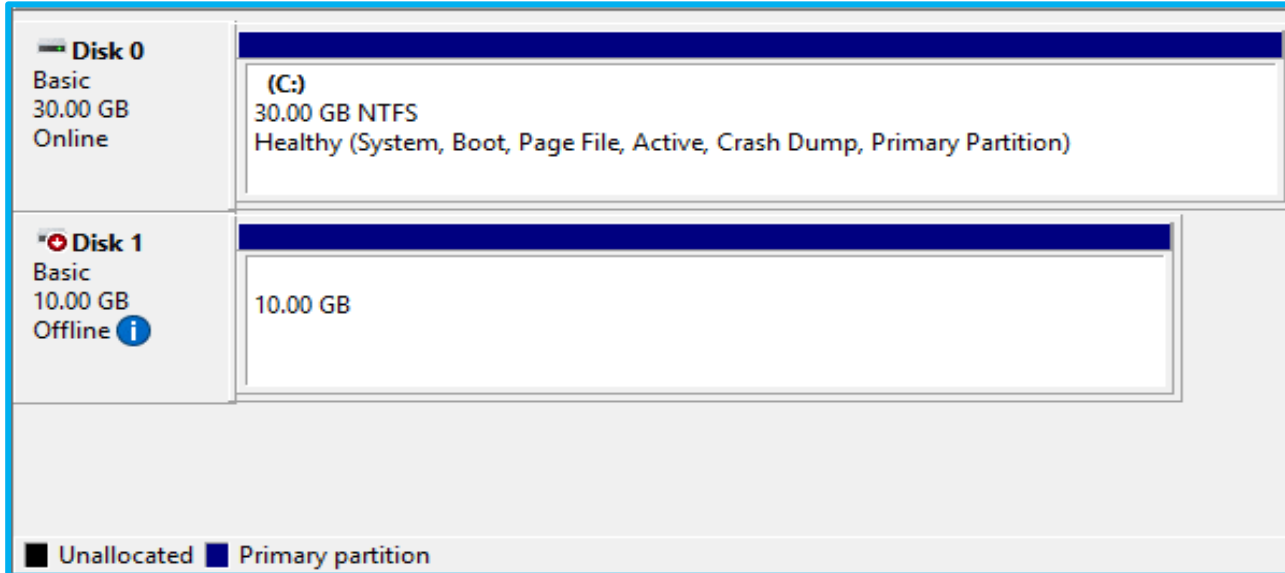 Disk 0
Basic
30.00 GB
Online
(C:)
30.00 GB NTFS
Healthy (System, Boot, Page File, Active, Crash Dump, Primary Partition)
Disk 1
Basic
10.00 GB
Offline i
10.00 GB
Unallocated Primary partition